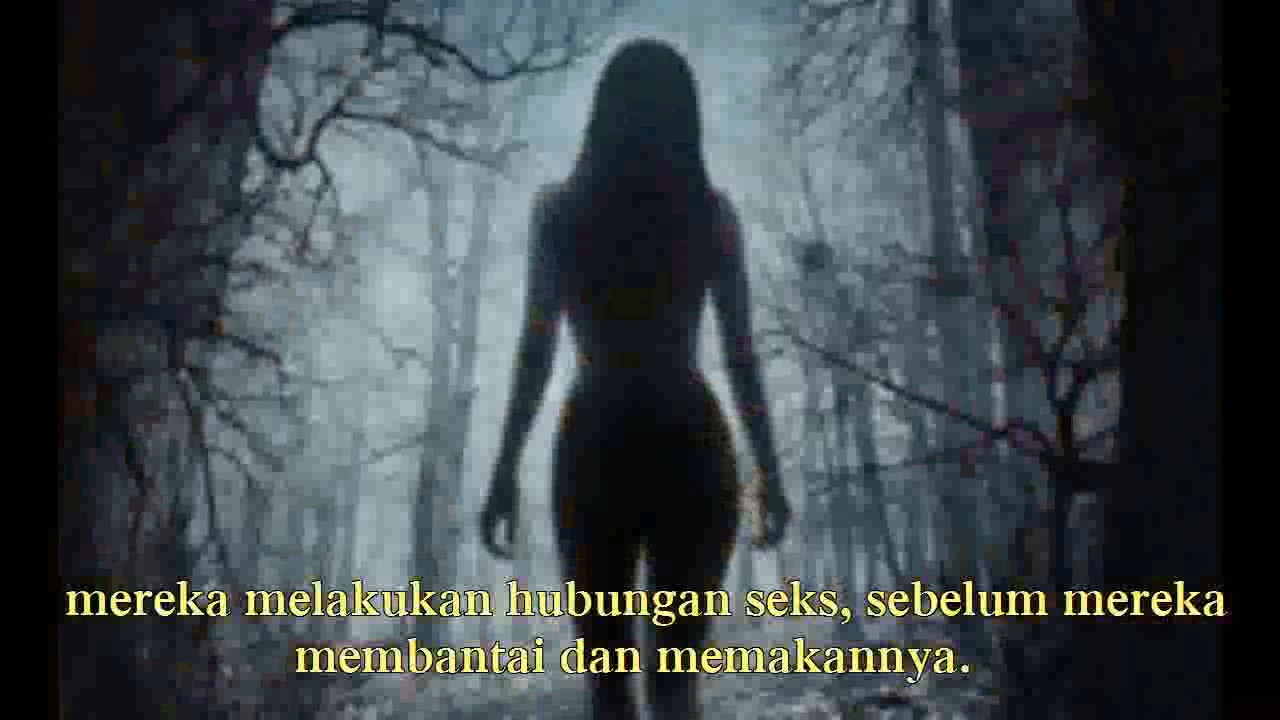 mereka melakukan hubungan seks, sebelum mereka
membantai dan memakannya.